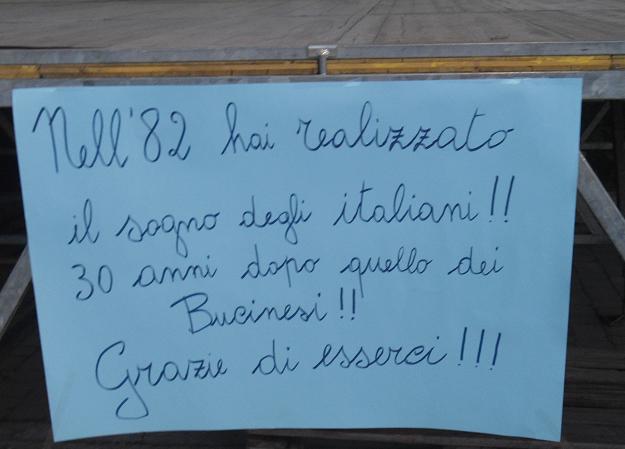 Nell'82 hai realizzato
il sogno degli italiani!!
30 anni dopo quello dei
Bucinesi!!
Grazie di esserci!!!